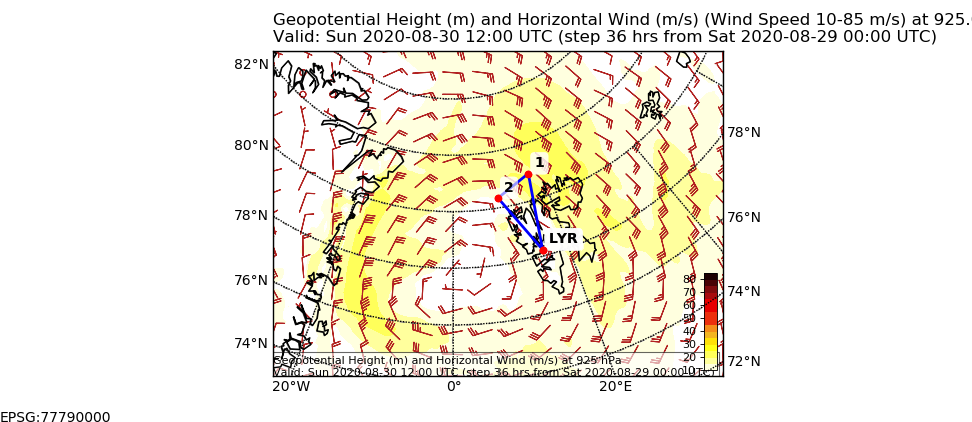 Geopotential Height (m) and Horizontal Wind (m/s) (Wind Speed 10-85 m/s) at 925.
Valid: Sun 2020-08-30 12:00 UTC (step 36 hrs from Sat 2020-08-29 00:00 UTC)
82°N
80°N
78°N
76°N
74°N
78°N
76°N
74°N
72°N
1
2
LYR
80
70
60
50
40
30
20
10
Geopotential Height (m) and Horizontal Wind (m/s) at 925 hPa
Valid: Sun 2020-08-30 12:00 UTC (step 36 hrs from Sat 2020-08-29 00:00 UTC)
20°W
0°
20°E
EPSG:77790000